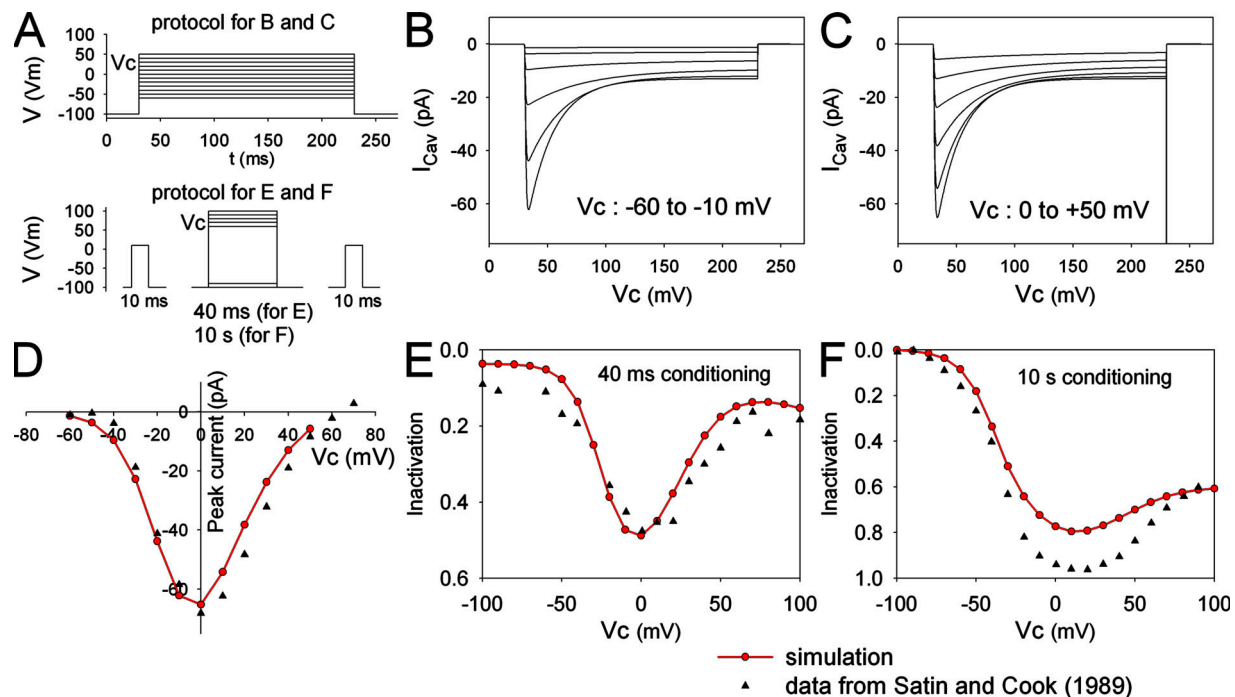 A
protocol for B and C
V (Vm)
100
50
0
-50
-100
Vc
0 50 100 150 200 250
t (ms)
protocol for E and F
V (Vm)
100
50
0
-50
-100
Vc
10 ms
10 ms
40 ms (for E)
10 s (for F)
B
I Cav (pA)
0
-20
-40
-60
Vc : -60 to -10 mV
0 50 100 150 200 250
Vc (mV)
C
I Cav (pA)
0
-20
-40
-60
Vc : 0 to +50 mV
0 50 100 150 200 250
Vc (mV)
D
Peak current (pA)
0
-20
-40
-60
-80 -60 -40 -20 0 20 40 60 80
Vc (mV)
E
40 ms conditioning
Inactivation
0.0
0.2
0.4
0.6
-100 -50 0 50 100
Vc (mV)
F
10 s conditioning
Inactivation
0.0
0.2
0.4
0.6
0.8
1.0
-100 -50 0 50 100
Vc (mV)
simulation
data from Satin and Cook (1989)